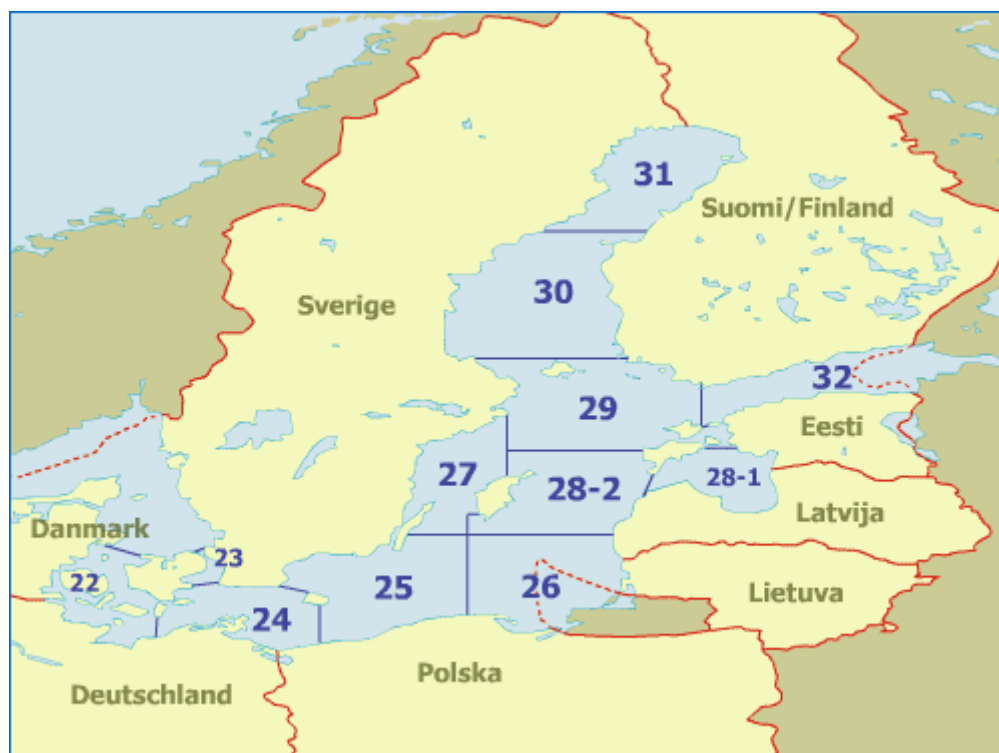 31
Suomi/Finland
30
Sverige
32
29
Eesti
27
28-1
28-2
Latvija
Danmark
23
22
25
26
Lietuva
24
Polska
Deutschland